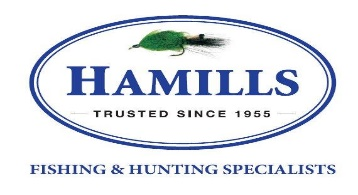 HAMILLS
TRUSTED SINCE 1955
FISHING & HUNTING SPECIALISTS